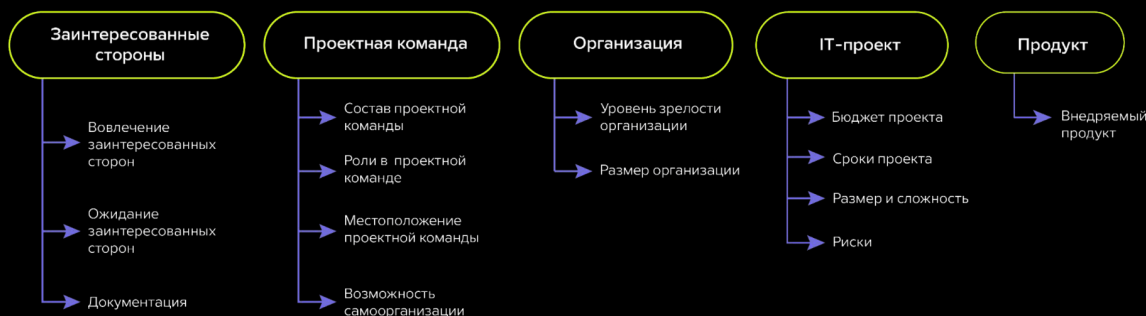 Заинтересованные
стороны
Вовлечение
заинтересованных
сторон
Ожидание
заинтересованных
сторон
Документация
Проектная команда
Состав проектной
команды
Роли в проектной
команде
Местоположение
проектной команды
Возможность
самоорганизации
Организация
Уровень зрелости
организации
Размер организации
IT-проект
Бюджет проекта
Сроки проекта
Размер и сложность
Риски
Продукт
Внедряемый
продукт